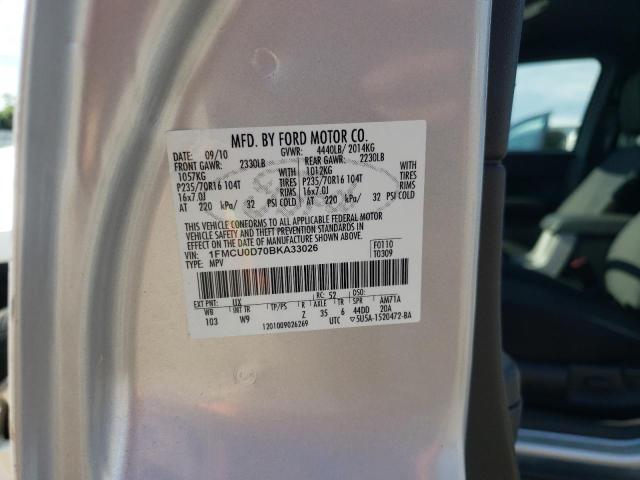 MFD. BY FORD MOTOR CO.
DATE: 09/10 GVWR: 4440LB/ 2014KG
FRONT GAWR: 2330LB REAR GAWR: 2230LB
1057KG WITH 1012KG WITH
P235/70R16 104T TIRES P235/70R16 104T TIRES
16x7.0J RIMS 16x7.0J RIMS
AT 220 kPa/ 32 PSI COLD AT 220 kPa/ 32 PSI COLD
THIS VEHICLE CONFORMS TO ALL APPLICABLE FEDERAL MOTOR
VEHICLE SAFETY AND THEFT PREVENTION STANDARDS IN
EFFECT ON THE DATE OF MANUFACTURE SHOWN ABOVE.
VIN: 1FMCU0D70BKA33026 F0110
TYPE: MPV 10309
EXT PNT: UX RC: 52 DSO:
WB INT TR TP/PS R AXLE TR SPR AM71A
103 W9 Z 35 6 44DD 20A
1201009026269 UTC 5U5A-1520472-BA